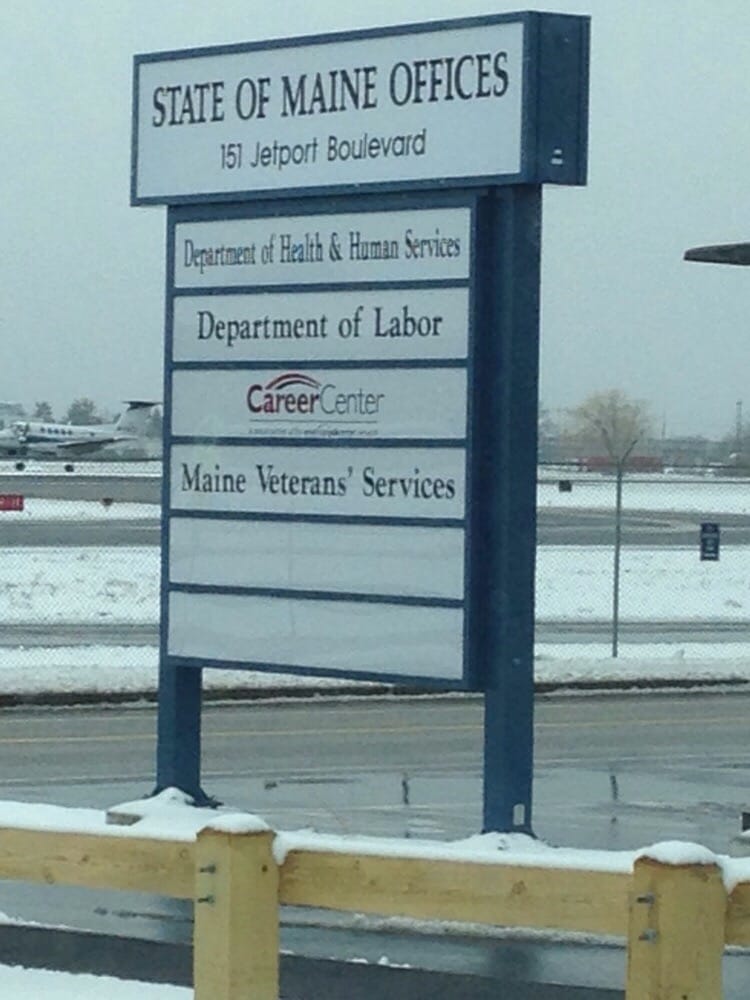 STATE OF MAINE OFFICES
151 Jetport Boulevard
Department of Health & Human Services
Department of Labor
CareerCenter
Maine Veterans' Services